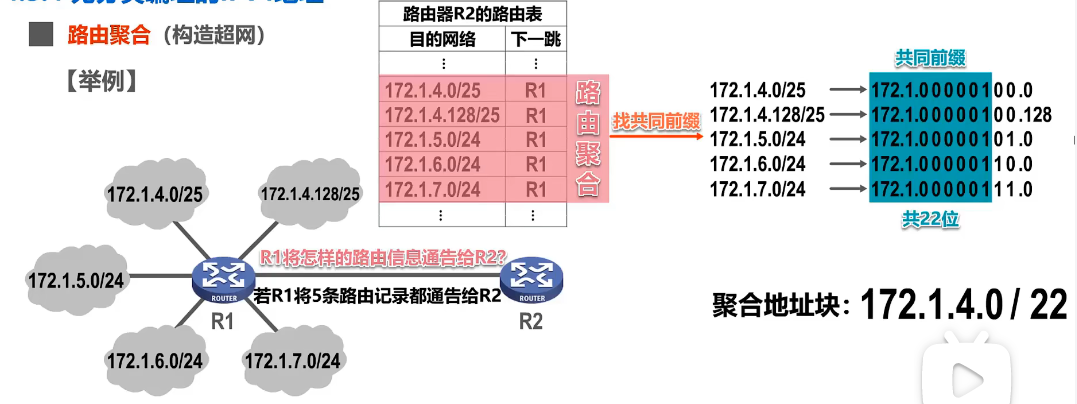 路由聚合（构造超网）
【举例】
路由器R2的路由表
目的网络 下一跳
⋮ ⋮
172.1.4.0/25 R1
172.1.4.128/25 R1
172.1.5.0/24 R1
172.1.6.0/24 R1
172.1.7.0/24 R1
⋮ ⋮
路由聚合
找共同前缀
共同前缀
172.1.4.0/25 172.1.00000100.0
172.1.4.128/25 172.1.00000100.128
172.1.5.0/24 172.1.00000101.0
172.1.6.0/24 172.1.00000110.0
172.1.7.0/24 172.1.00000111.0
共22位
172.1.4.0/25
172.1.4.128/25
172.1.5.0/24
172.1.6.0/24
172.1.7.0/24
R1将怎样的路由信息通告给R2?
若R1将5条路由记录都通告给R2
ROUTER
R1
ROUTER
R2
聚合地址块：172.1.4.0 / 22